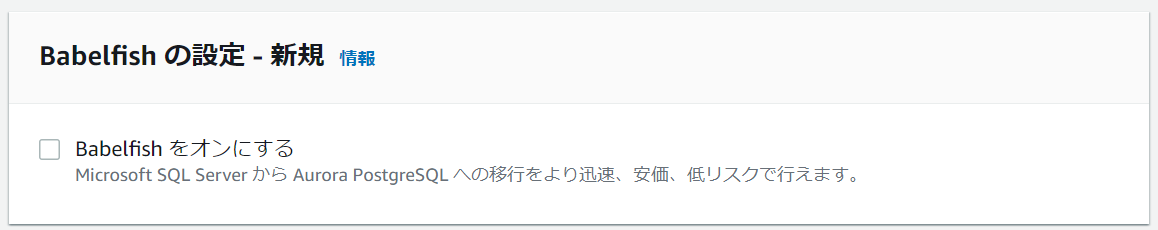 Babelfish の設定 - 新規 情報
Babelfish をオンにする
Microsoft SQL Server から Aurora PostgreSQL への移行をより迅速、安価、低リスクで行えます。